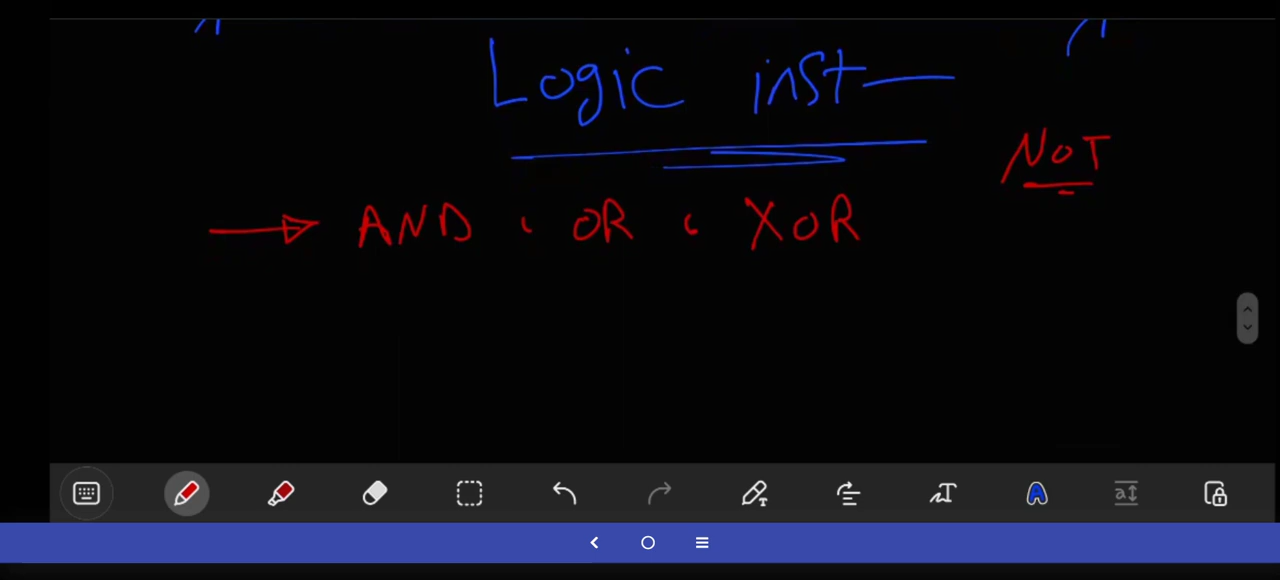 Logic inst
NOT
AND ، OR ، XOR